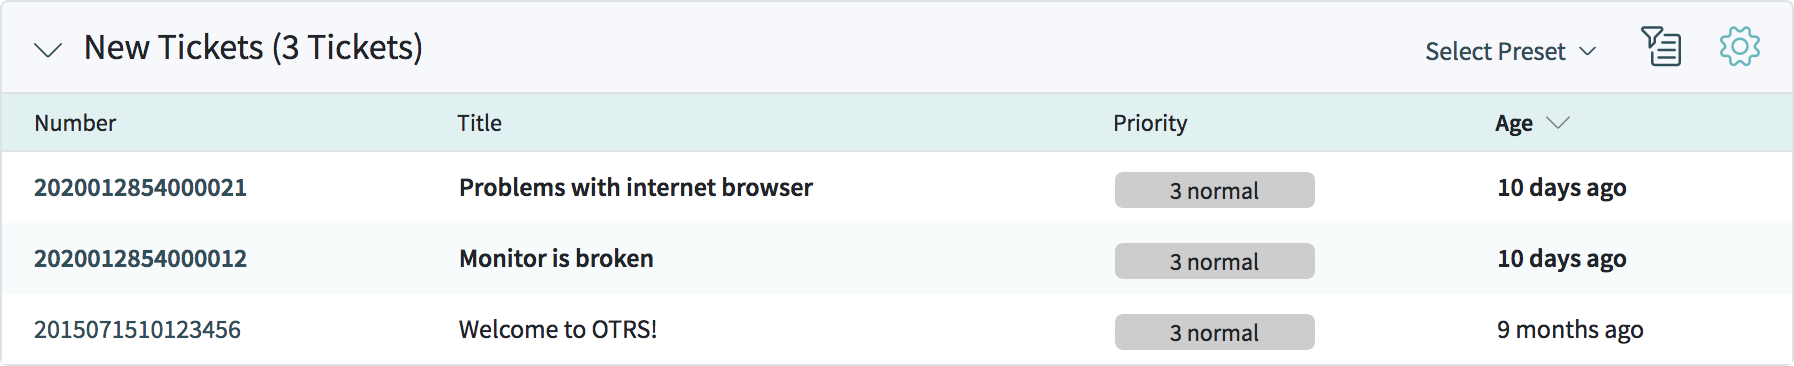 New Tickets (3 Tickets) Select Preset
Number Title Priority Age
2020012854000021 Problems with internet browser 3 normal 10 days ago
2020012854000012 Monitor is broken 3 normal 10 days ago
2015071510123456 Welcome to OTRS! 3 normal 9 months ago